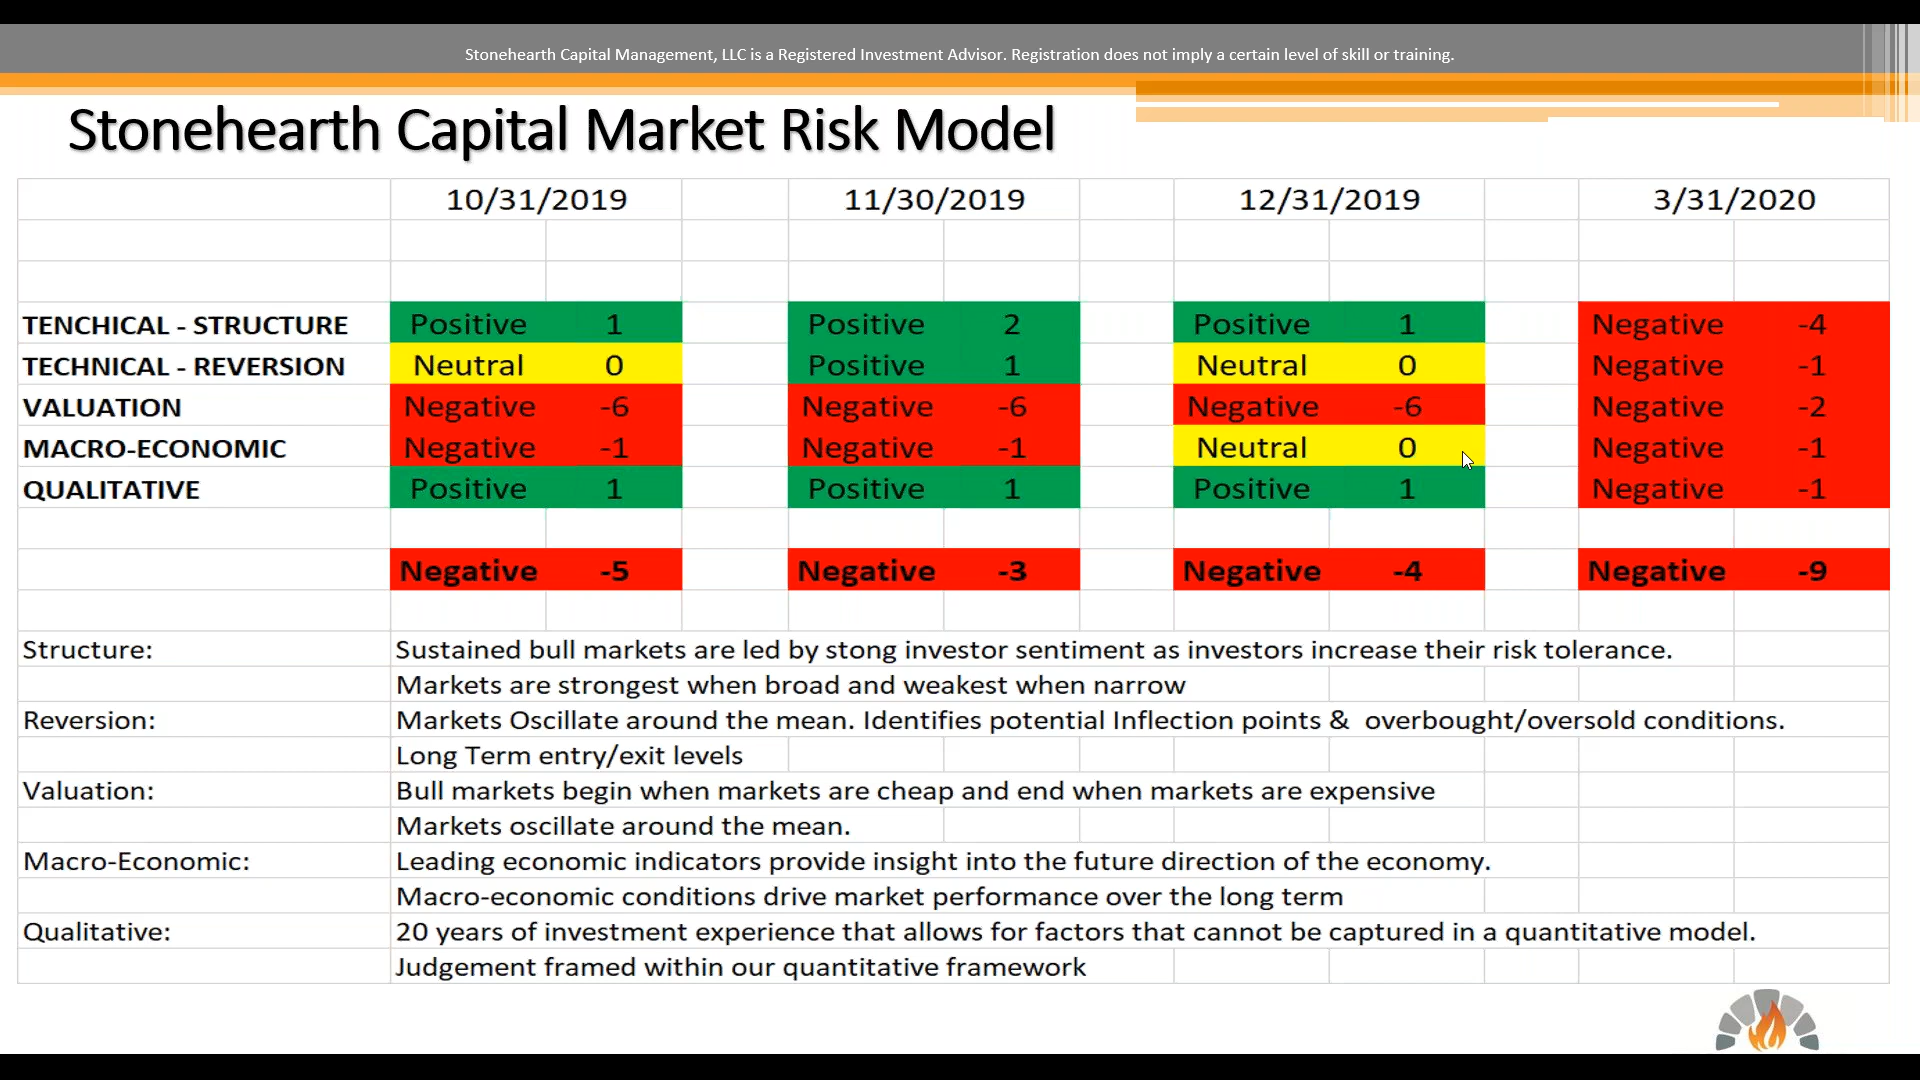 Stonehearth Capital Management, LLC is a Registered Investment Advisor. Registration does not imply a certain level of skill or training.
Stonehearth Capital Market Risk Model
10/31/2019 11/30/2019 12/31/2019 3/31/2020
TENCHICAL - STRUCTURE Positive 1 Positive 2 Positive 1 Negative -4
TECHNICAL - REVERSION Neutral 0 Positive 1 Neutral 0 Negative -1
VALUATION Negative -6 Negative -6 Negative -6 Negative -2
MACRO-ECONOMIC Negative -1 Negative -1 Neutral 0 Negative -1
QUALITATIVE Positive 1 Positive 1 Positive 1 Negative -1
Negative -5 Negative -3 Negative -4 Negative -9
Structure: Sustained bull markets are led by stong investor sentiment as investors increase their risk tolerance.
Markets are strongest when broad and weakest when narrow
Reversion: Markets Oscillate around the mean. Identifies potential Inflection points & overbought/oversold conditions.
Long Term entry/exit levels
Valuation: Bull markets begin when markets are cheap and end when markets are expensive
Markets oscillate around the mean.
Macro-Economic: Leading economic indicators provide insight into the future direction of the economy.
Macro-economic conditions drive market performance over the long term
Qualitative: 20 years of investment experience that allows for factors that cannot be captured in a quantitative model.
Judgement framed within our quantitative framework